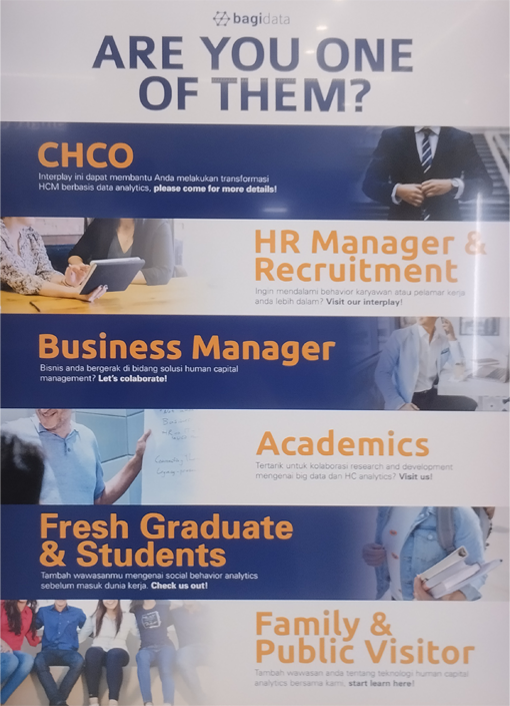 bagidata
ARE YOU ONE
OF THEM?
CHCO
Interplay ini dapat membantu Anda melakukan transformasi
HCM berbasis data analytics, please come for more details!
HR Manager &
Recruitment
Ingin mendalami behavior karyawan atau pelamar kerja
anda lebih dalam? Visit our interplay!
Business Manager
Bisnis anda bergerak di bidang solusi human capital
management? Let's colaborate!
Academics
Tertarik untuk kolaborasi research and development
mengenai big data dan HC analytics? Visit us!
Fresh Graduate
& Students
Tambah wawasanmu mengenai social behavior analytics
sebelum masuk dunia kerja. Check us out!
Family &
Public Visitor
Tambah wawasan anda tentang teknologi human capital
analytics bersama kami, start learn here!